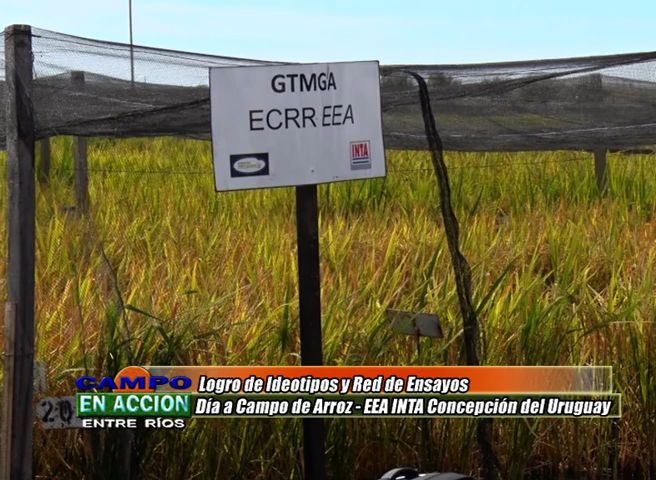 GTMGA
ECRR EEA
INTA
CAMPO
EN ACCION
ENTRE RÍOS
Logro de Ideotipos y Red de Ensayos
Día a Campo de Arroz - EEA INTA Concepción del Uruguay
20